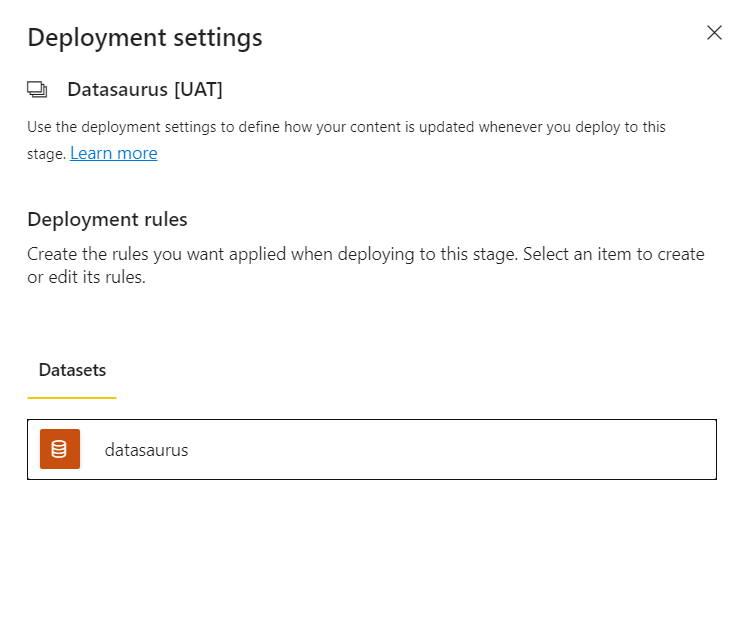 Deployment settings
Datasaurus [UAT]
Use the deployment settings to define how your content is updated whenever you deploy to this
stage. Learn more
Deployment rules
Create the rules you want applied when deploying to this stage. Select an item to create
or edit its rules.
Datasets
datasaurus